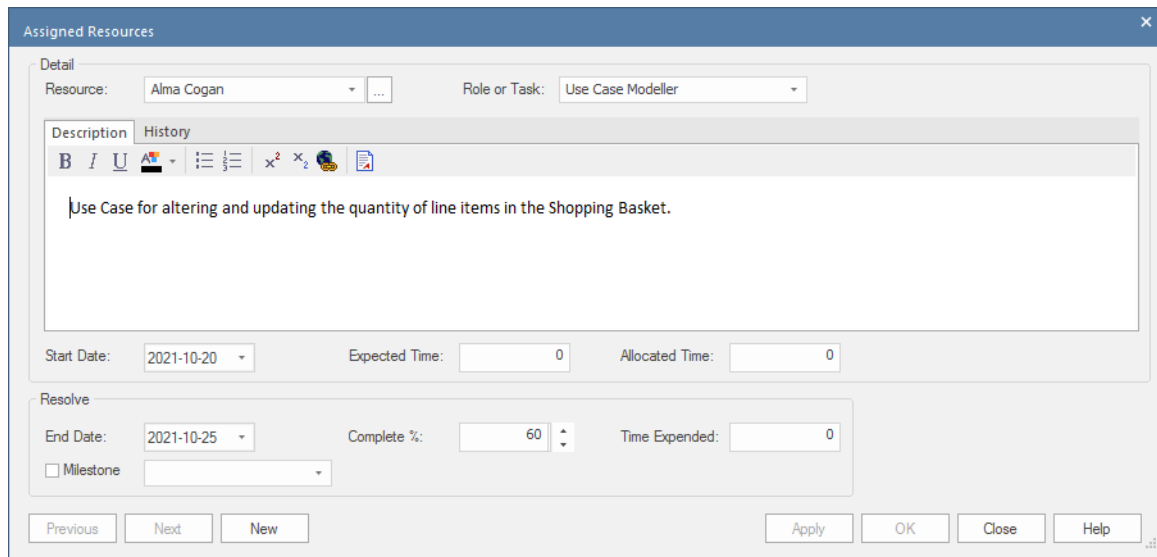 Assigned Resources
Detail
Resource: Alma Cogan ... Role or Task: Use Case Modeller
Description History
B I U A x² x₂
Use Case for altering and updating the quantity of line items in the Shopping Basket.
Start Date: 2021-10-20 Expected Time: 0 Allocated Time: 0
Resolve
End Date: 2021-10-25 Complete %: 60 Time Expended: 0
Milestone
Previous Next New Apply OK Close Help